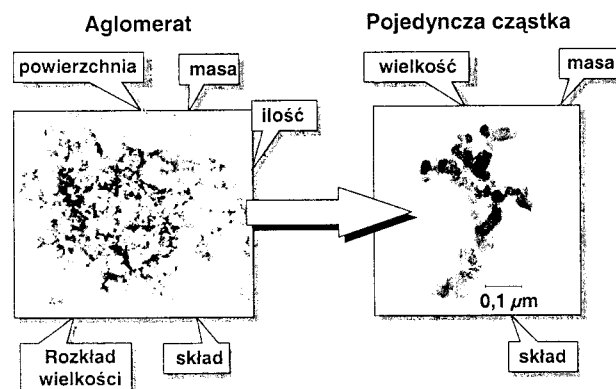 Aglomerat
Pojedyncza cząstka
powierzchnia
masa
ilość
wielkość
masa
0,1 µm
Rozkład
wielkości
skład
skład